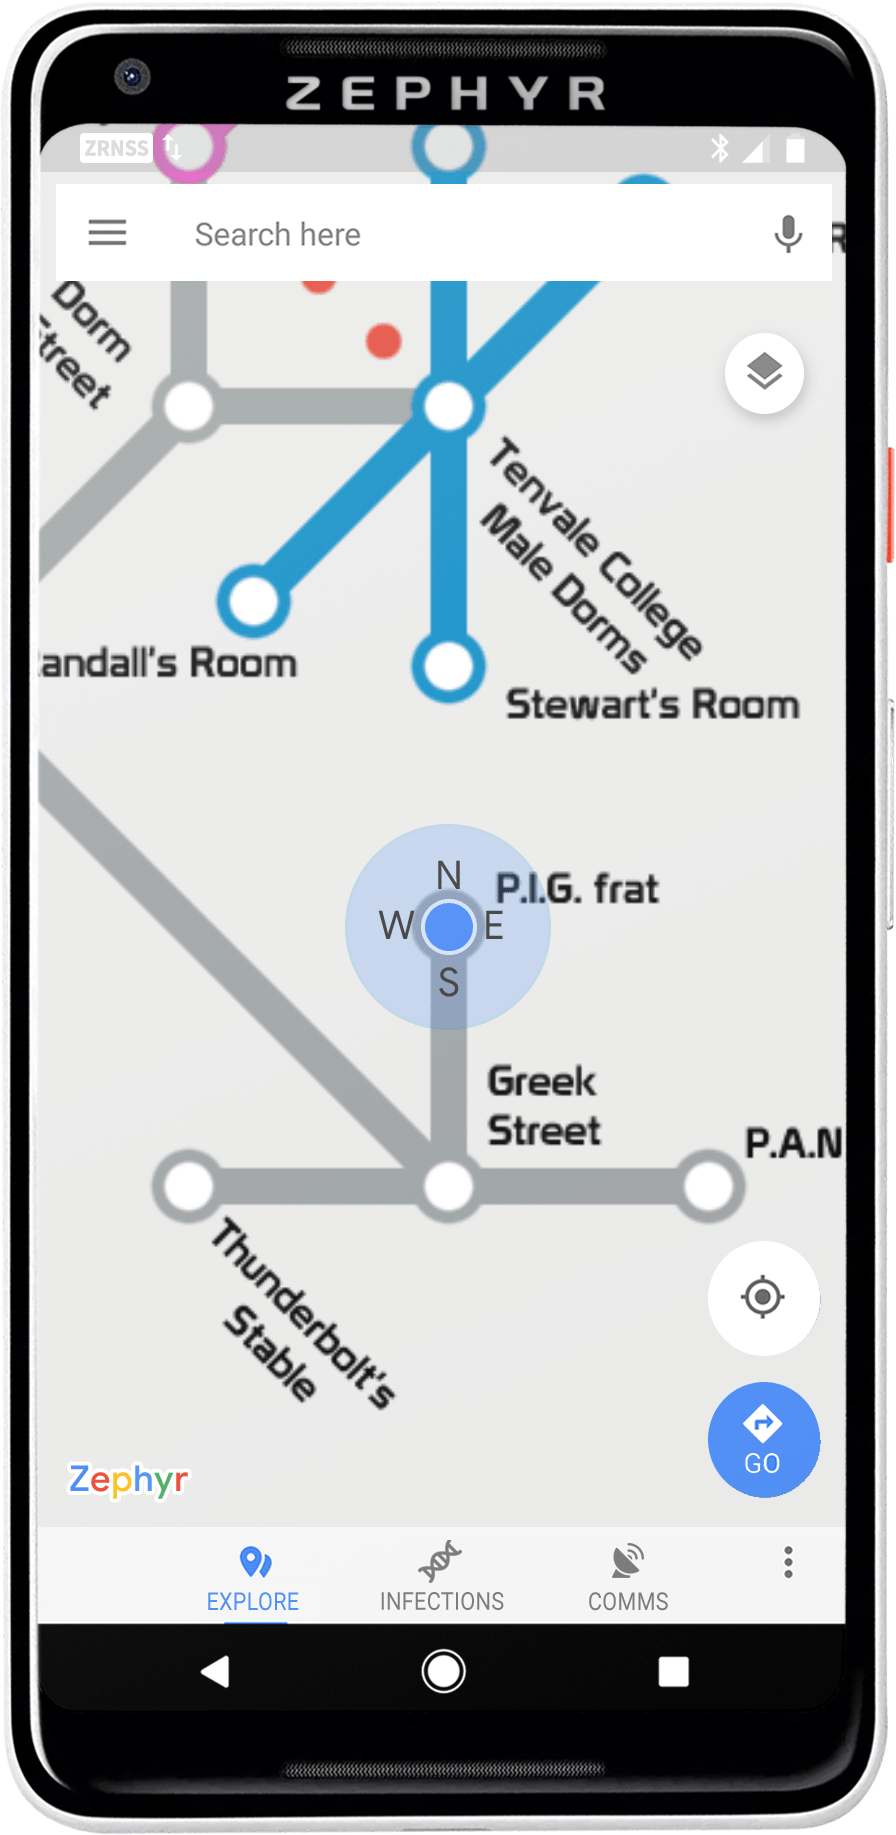 ZEPHYR
ZRNSS
Search here
R
Dorm
Street
Tenvale College
Male Dorms
andall's Room
Stewart's Room
N
P.I.G. frat
W E
S
Greek
Street
P.A.N
Thunderbolt's
Stable
Zephyr
GO
EXPLORE
INFECTIONS
COMMS